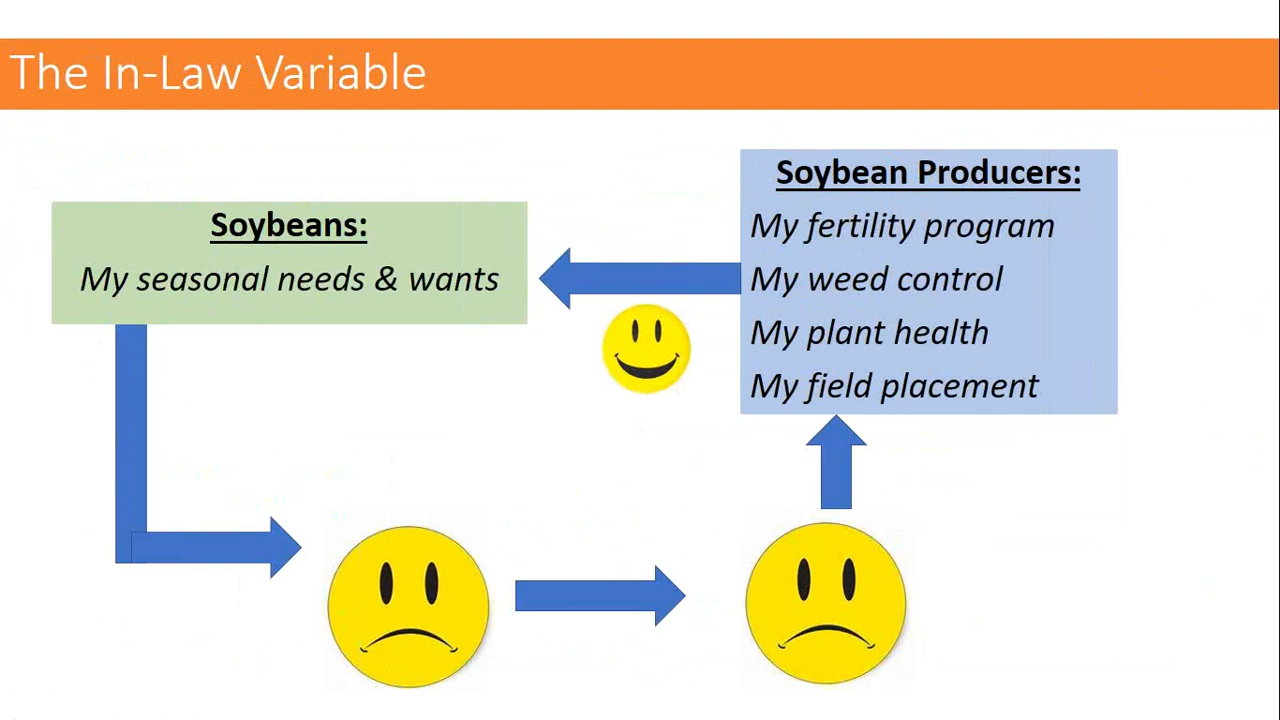 The In-Law Variable
Soybeans:
My seasonal needs & wants
Soybean Producers:
My fertility program
My weed control
My plant health
My field placement